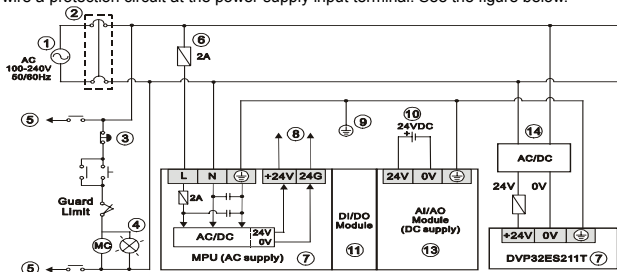 wire a protection circuit at the power supply input terminal. See the figure below.
①
②
AC
100-240V
50/60Hz
⑥
2A
⑤
③
Guard
Limit
④
MC
⑤
⑧
⑨
⑩
24VDC
+
L N +24V 24G
2A
AC/DC
24V
0V
MPU (AC supply) ⑦
DI/DO
Module
⑪
24V 0V
AI/AO
Module
(DC supply)
⑬
⑭
AC/DC
24V 0V
+24V 0V
DVP32ES211T ⑦